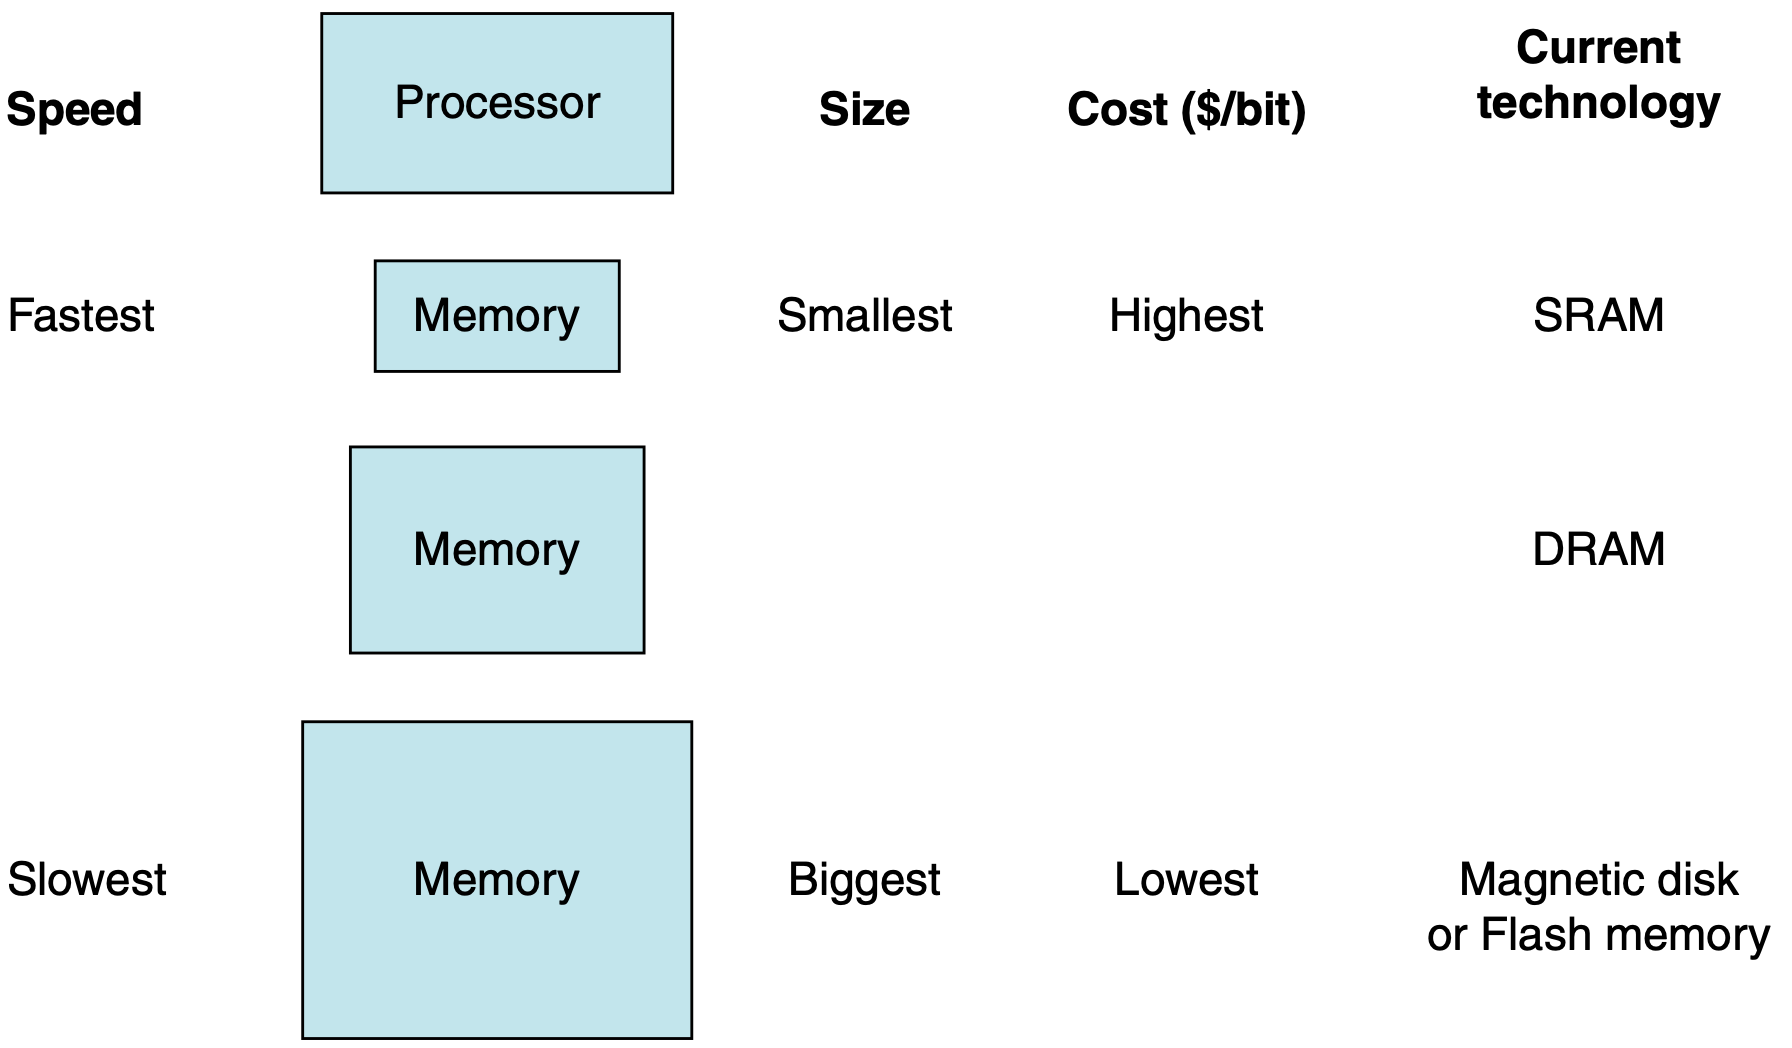 Speed
Processor
Size
Cost ($/bit)
Current
technology
Fastest
Memory
Smallest
Highest
SRAM
Memory
DRAM
Slowest
Memory
Biggest
Lowest
Magnetic disk
or Flash memory